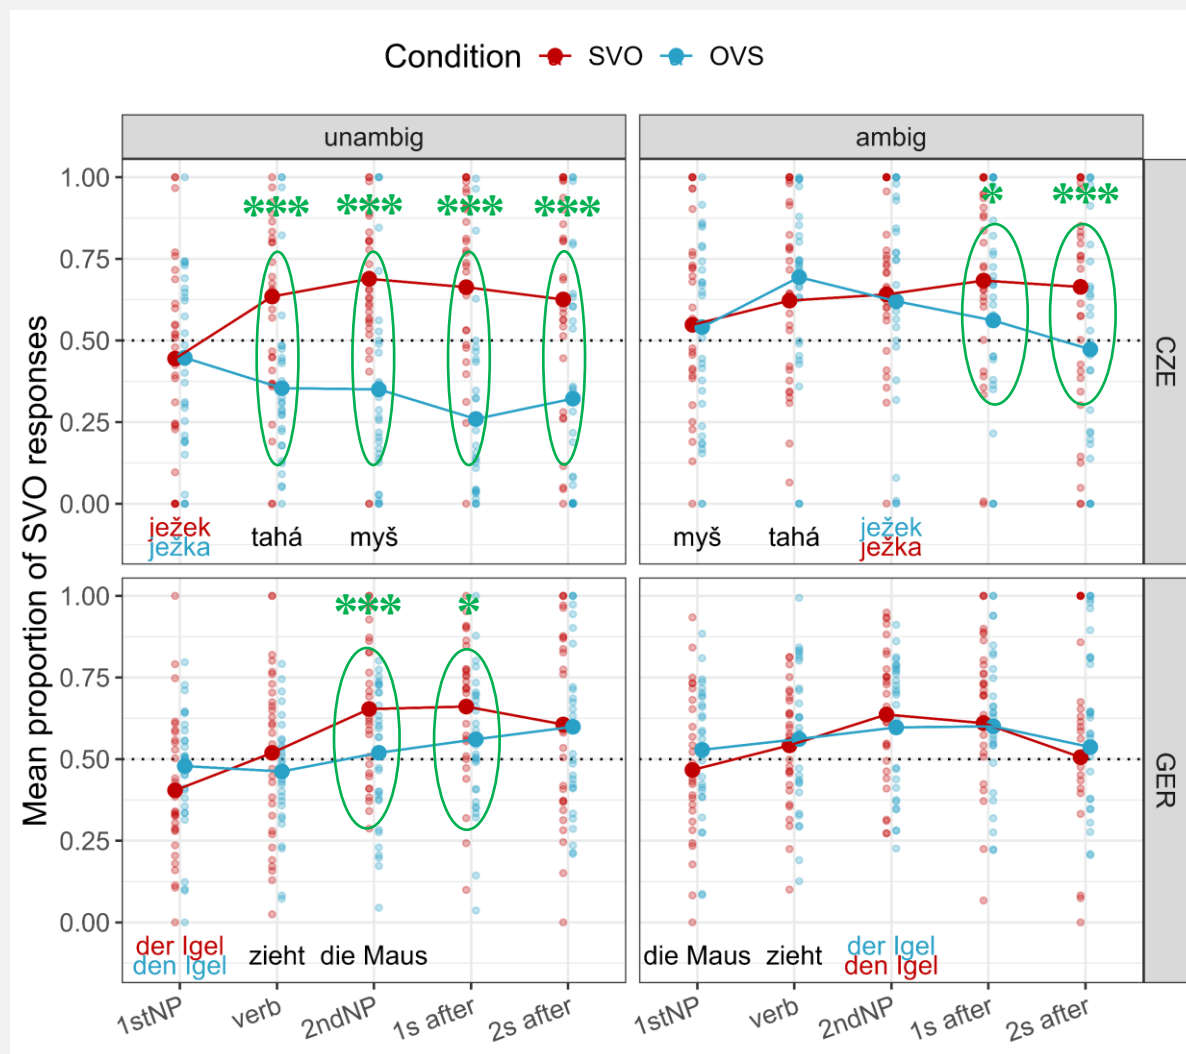 Condition SVO OVS
unambig ambig
Mean proportion of SVO responses
1.00
0.75
0.50
0.25
0.00
*** *** *** ***
* ***
ježek
ježka
tahá myš
myš tahá
ježek
ježka
CZE
1.00
0.75
0.50
0.25
0.00
*** *
der Igel
den Igel
zieht die Maus
die Maus zieht
der Igel
den Igel
GER
1stNP verb 2ndNP 1s after 2s after
1stNP verb 2ndNP 1s after 2s after